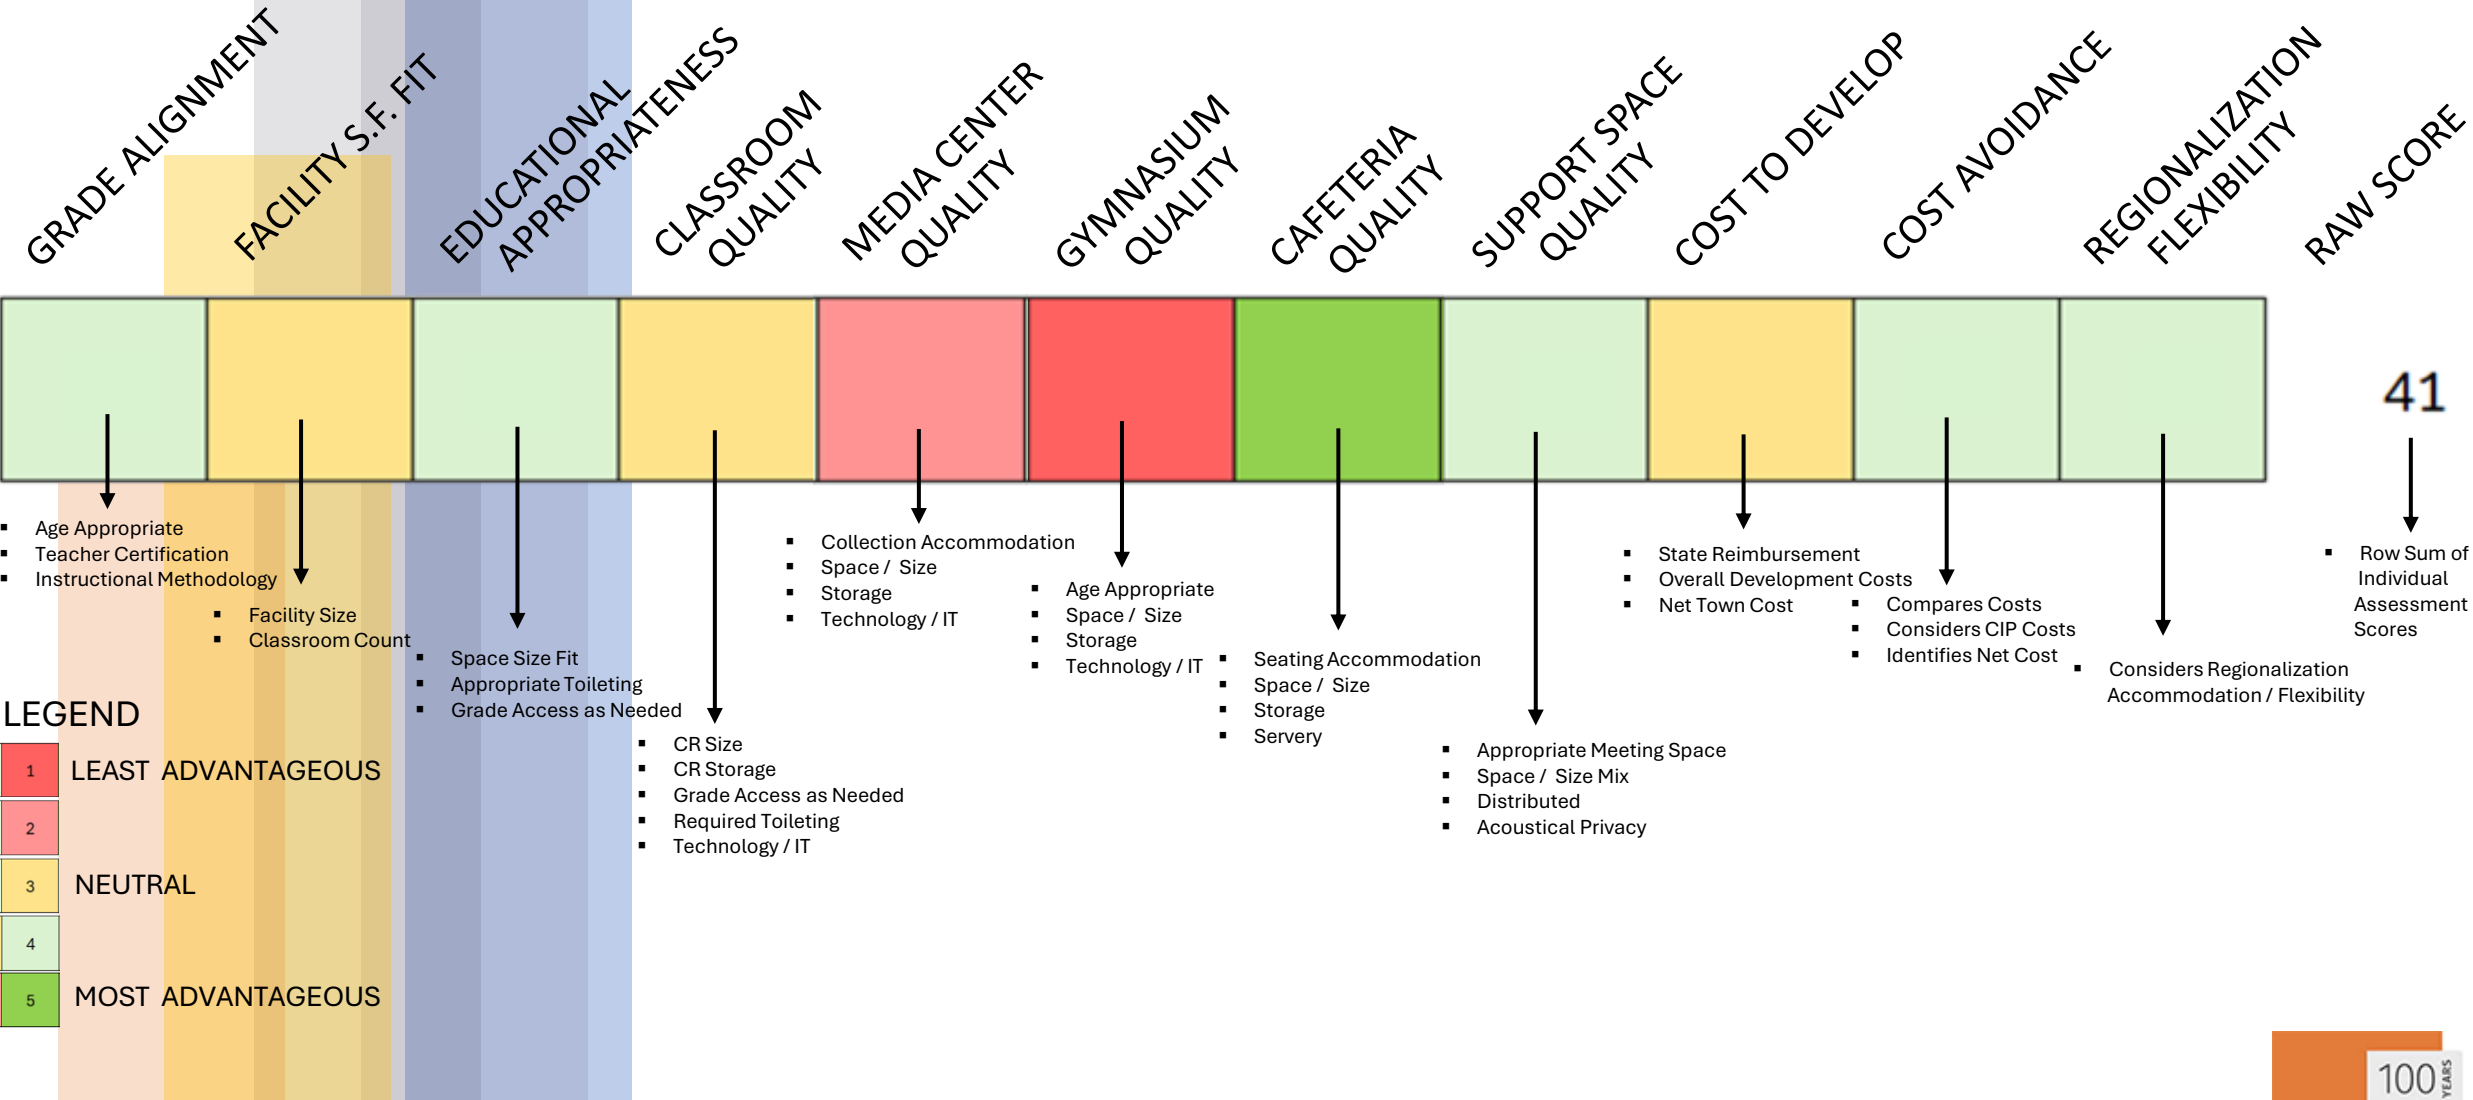 GRADE ALIGNMENT
FACILITY S.F. FIT
EDUCATIONAL
APPROPRIATENESS
CLASSROOM
QUALITY
MEDIA CENTER
QUALITY
GYMNASIUM
QUALITY
CAFETERIA
QUALITY
SUPPORT SPACE
QUALITY
COST TO DEVELOP
COST AVOIDANCE
REGIONALIZATION
FLEXIBILITY
RAW SCORE
41
▪ Age Appropriate
▪ Teacher Certification
▪ Instructional Methodology
▪ Facility Size
▪ Classroom Count
▪ Space Size Fit
▪ Appropriate Toileting
▪ Grade Access as Needed
▪ CR Size
▪ CR Storage
▪ Grade Access as Needed
▪ Required Toileting
▪ Technology / IT
▪ Collection Accommodation
▪ Space / Size
▪ Storage
▪ Technology / IT
▪ Age Appropriate
▪ Space / Size
▪ Storage
▪ Technology / IT
▪ Seating Accommodation
▪ Space / Size
▪ Storage
▪ Servery
▪ Appropriate Meeting Space
▪ Space / Size Mix
▪ Distributed
▪ Acoustical Privacy
▪ State Reimbursement
▪ Overall Development Costs
▪ Net Town Cost
▪ Compares Costs
▪ Considers CIP Costs
▪ Identifies Net Cost
▪ Considers Regionalization
Accommodation / Flexibility
▪ Row Sum of
Individual
Assessment
Scores
LEGEND
1 LEAST ADVANTAGEOUS
2
3 NEUTRAL
4
5 MOST ADVANTAGEOUS
100 YEARS